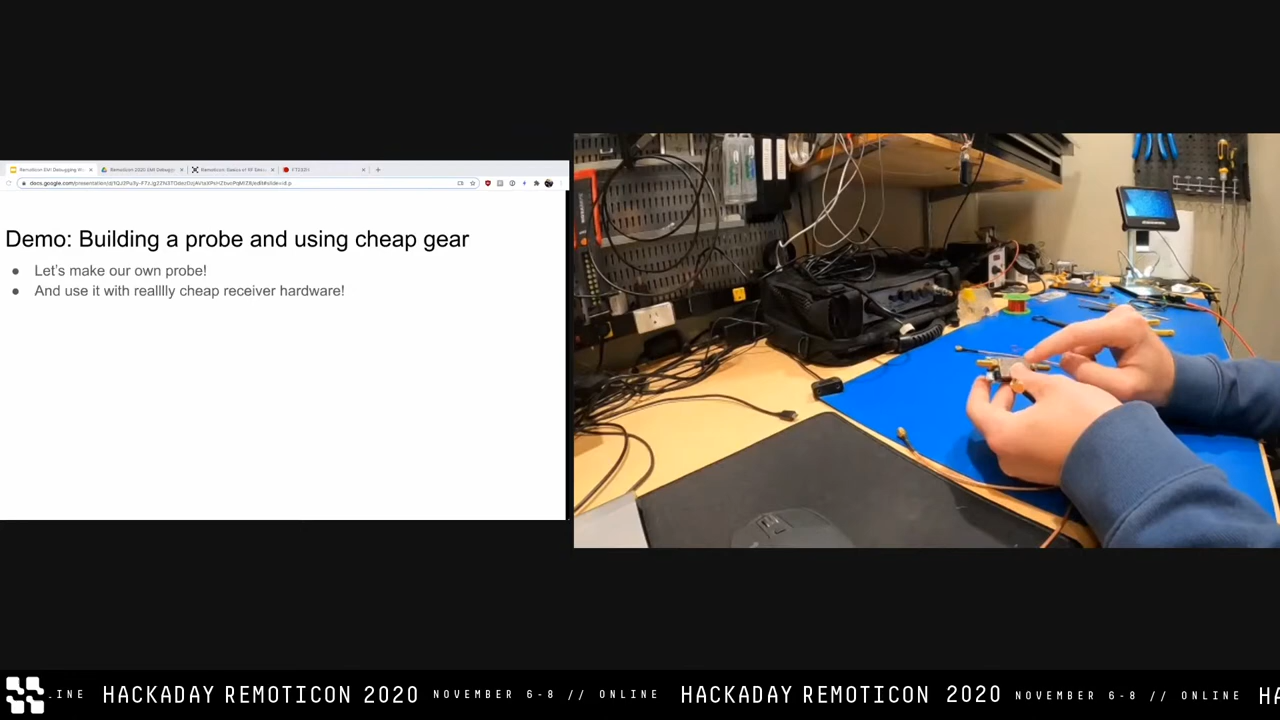 Demo: Building a probe and using cheap gear
● Let's make our own probe!
● And use it with realllly cheap receiver hardware!
.INE HACKADAY REMOTICON 2020 NOVEMBER 6-8 // ONLINE HACKADAY REMOTICON 2020 NOVEMBER 6-8 // ONLINE HA